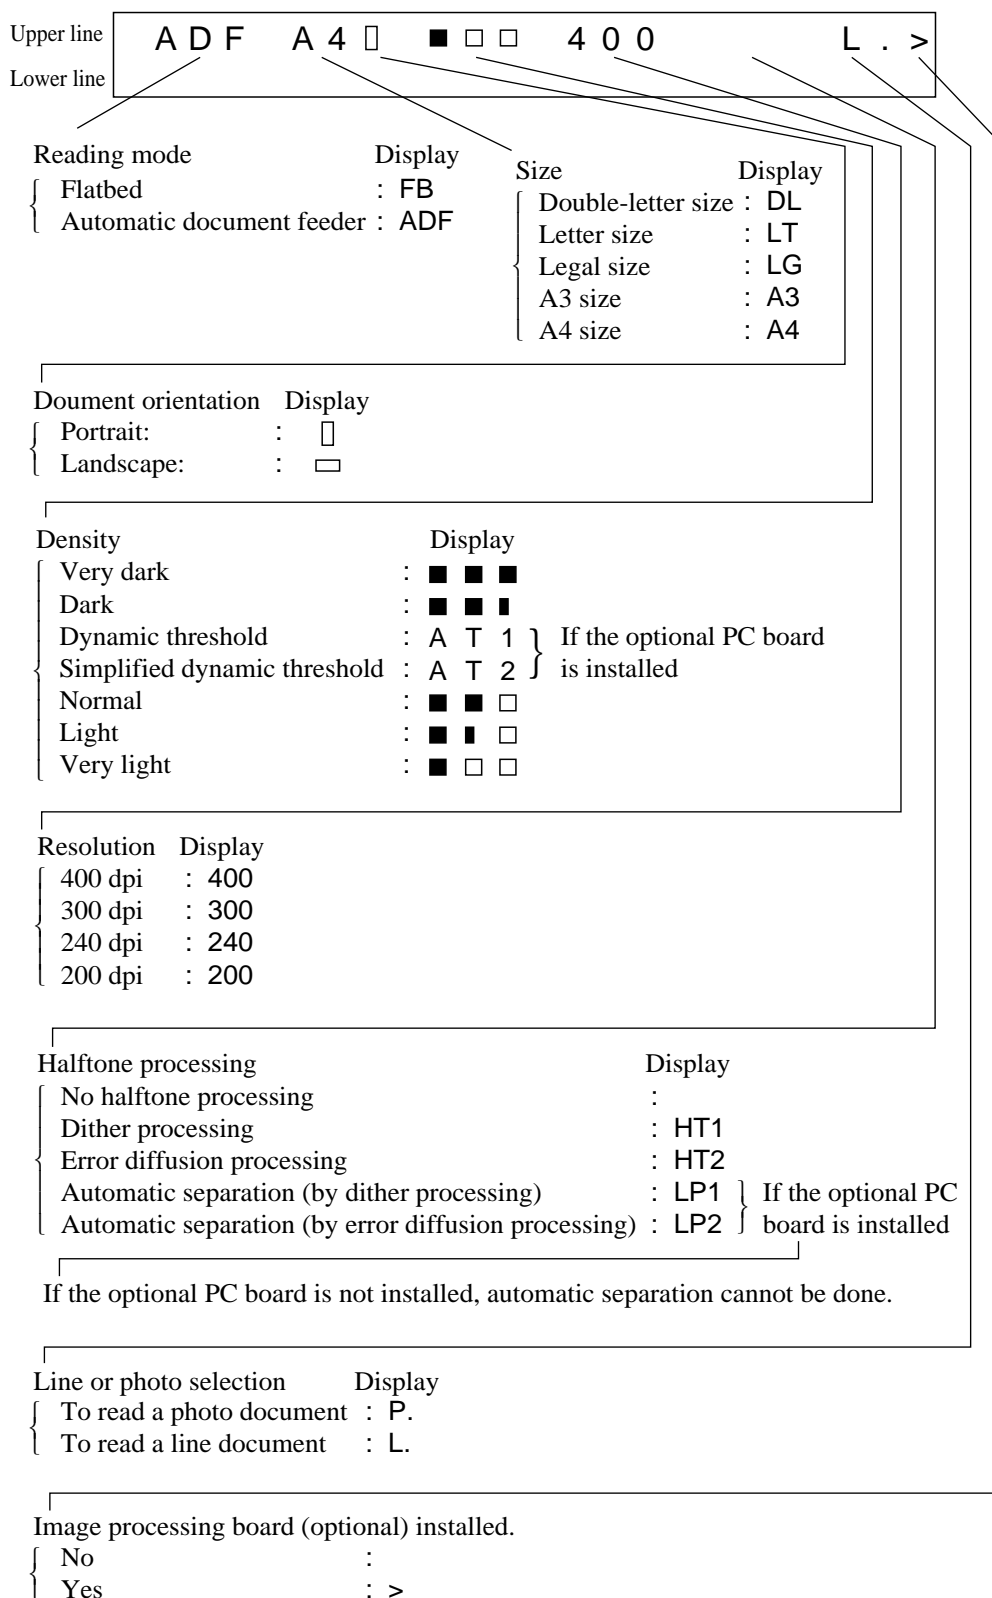 Upper line ADF A4▯ ■□□ 400 L.>
Lower line
Reading mode Display
Flatbed : FB
Automatic document feeder : ADF
Size Display
Double-letter size : DL
Letter size : LT
Legal size : LG
A3 size : A3
A4 size : A4
Doument orientation Display
Portrait: : ▯
Landscape: : ▭
Density Display
Very dark : ■ ■ ■
Dark : ■ ■ ▌
Dynamic threshold : A T 1 If the optional PC board
Simplified dynamic threshold : A T 2 is installed
Normal : ■ ■ □
Light : ■ ▌ □
Very light : ■ □ □
Resolution Display
400 dpi : 400
300 dpi : 300
240 dpi : 240
200 dpi : 200
Halftone processing Display
No halftone processing :
Dither processing : HT1
Error diffusion processing : HT2
Automatic separation (by dither processing) : LP1 If the optional PC
Automatic separation (by error diffusion processing) : LP2 board is installed
If the optional PC board is not installed, automatic separation cannot be done.
Line or photo selection Display
To read a photo document : P.
To read a line document : L.
Image processing board (optional) installed.
No :
Yes : >